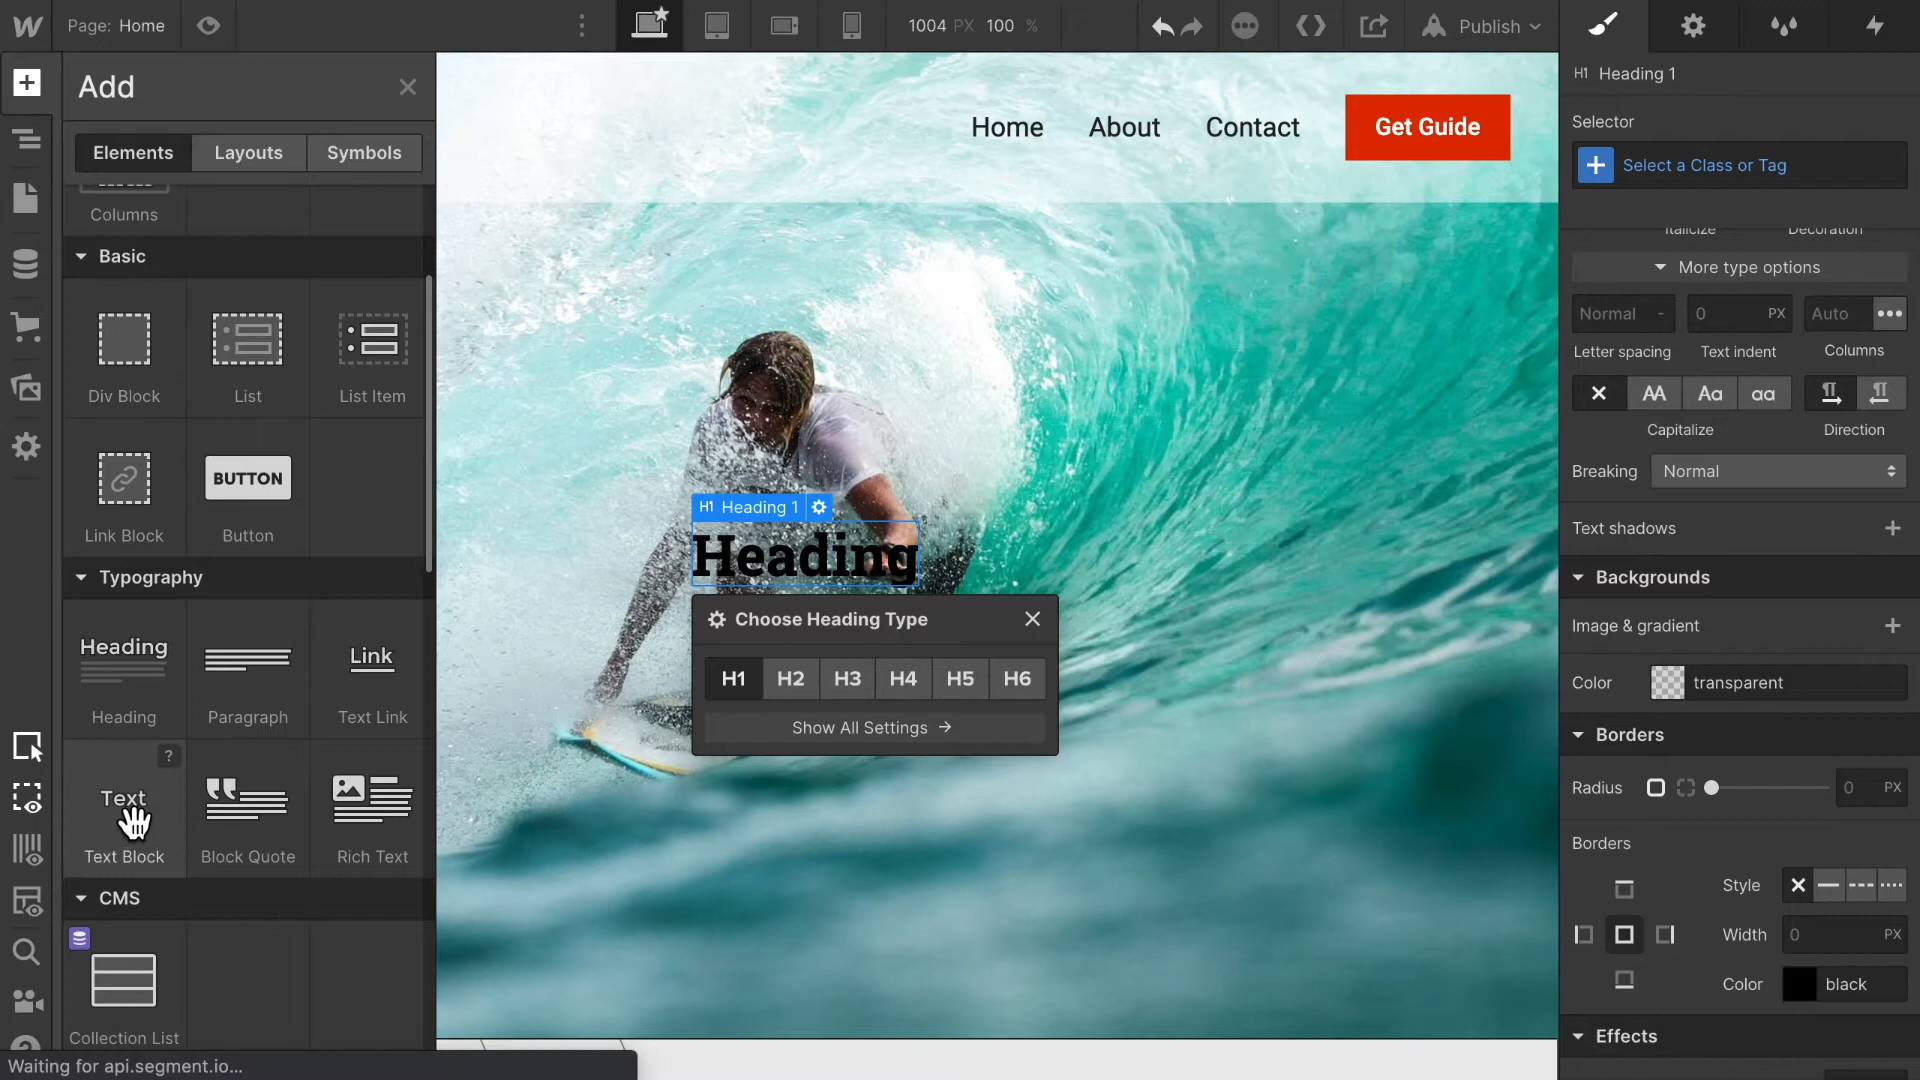 Page: Home
1004 PX 100 %
Publish
Add
Elements
Layouts
Symbols
Columns
Basic
Div Block
List
List Item
BUTTON
Link Block
Button
Typography
Heading
Link
Heading
Paragraph
Text Link
?
Text
Text Block
Block Quote
Rich Text
CMS
Collection List
Waiting for api.segment.io...
Home
About
Contact
Get Guide
H1 Heading 1
Heading
Choose Heading Type
H1
H2
H3
H4
H5
H6
Show All Settings
H1 Heading 1
Selector
Select a Class or Tag
Italicize
Decoration
More type options
Normal -
0 PX
Auto
Letter spacing
Text indent
Columns
AA
Aa
aa
Capitalize
Direction
Breaking
Normal
Text shadows
Backgrounds
Image & gradient
Color
transparent
Borders
Radius
0 PX
Borders
Style
Width
0 PX
Color
black
Effects